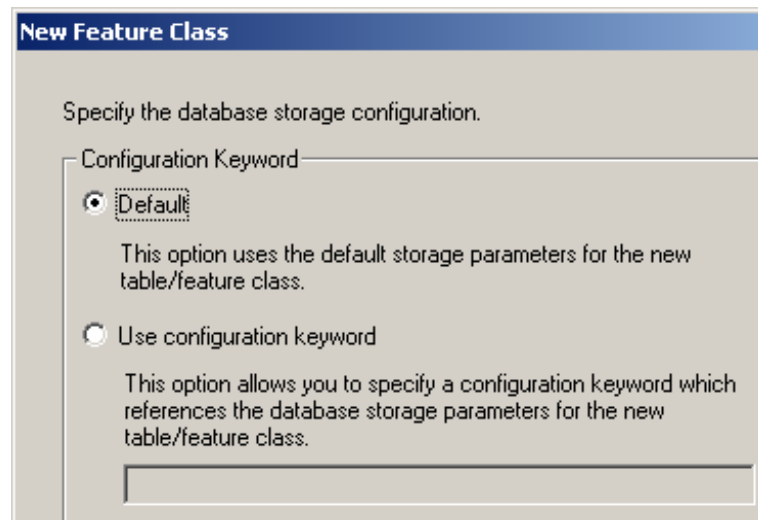 New Feature Class
Specify the database storage configuration.
Configuration Keyword
Default
This option uses the default storage parameters for the new
table/feature class.
Use configuration keyword
This option allows you to specify a configuration keyword which
references the database storage parameters for the new
table/feature class.